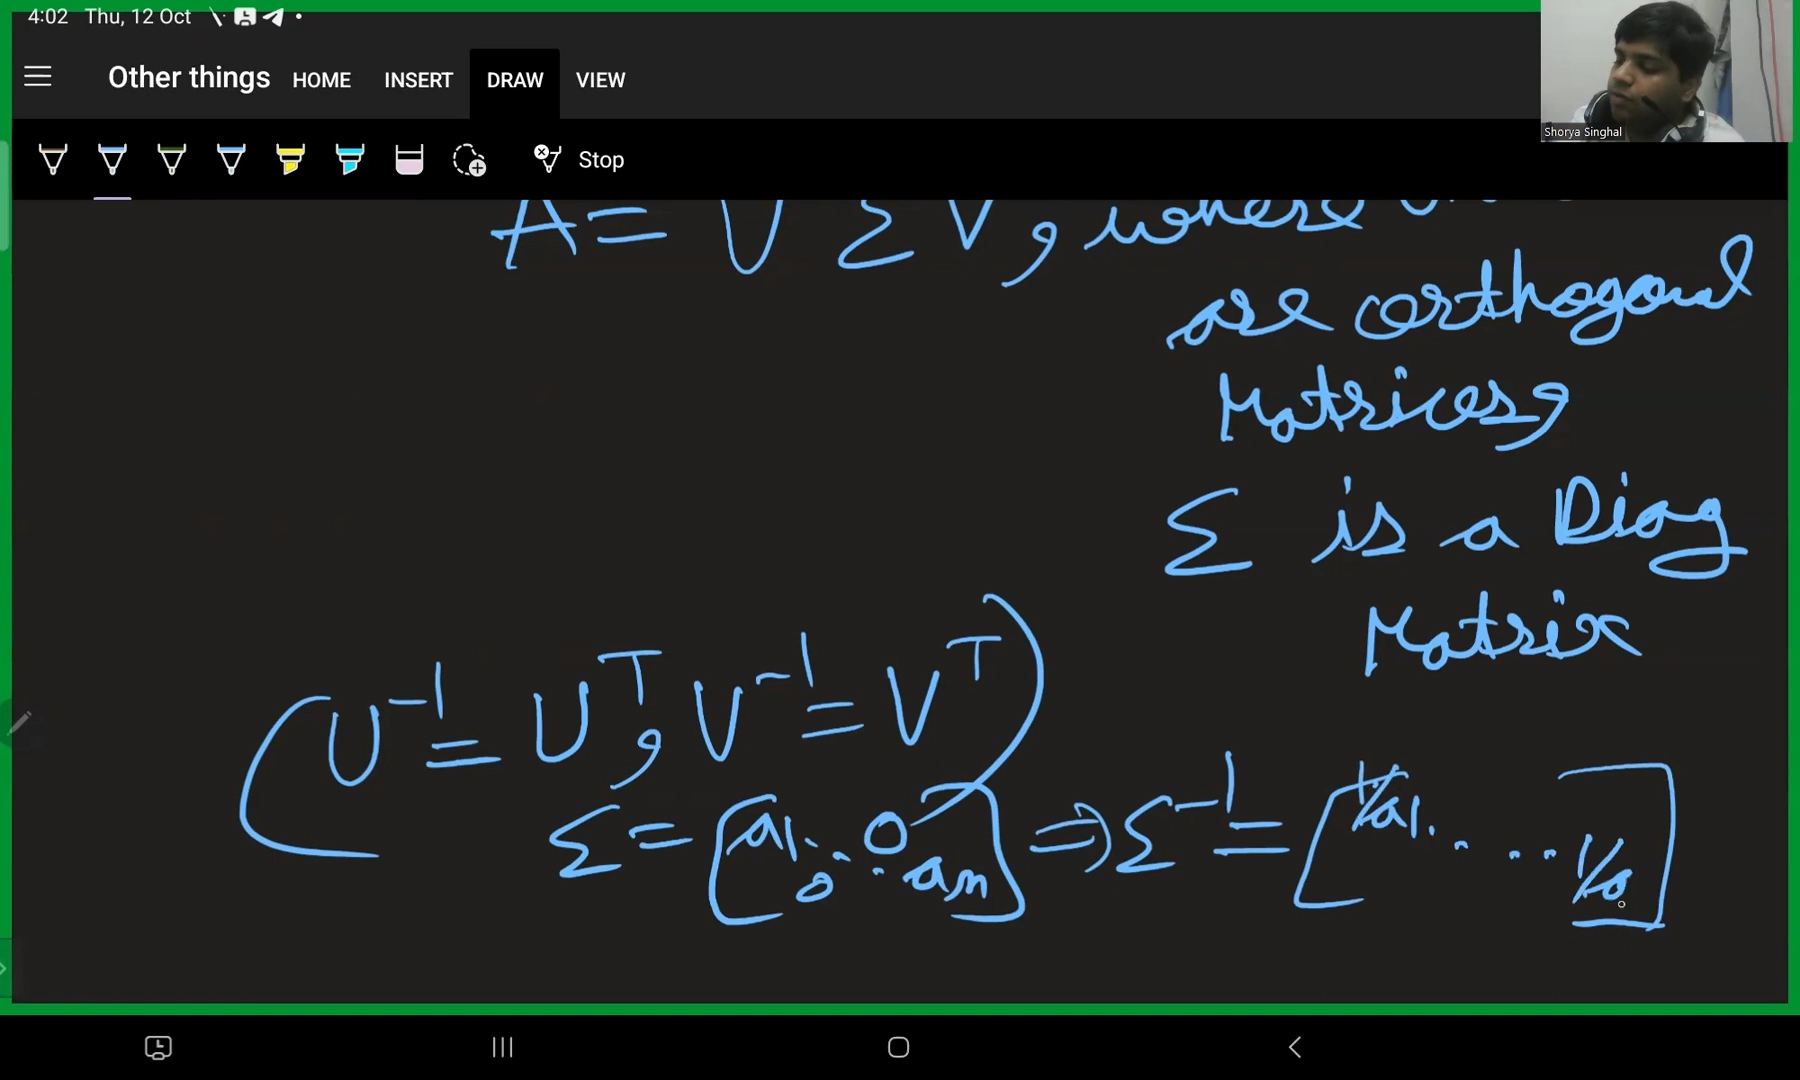 4:02 Thu, 12 Oct
Other things HOME INSERT DRAW VIEW
Shorya Singhal
Stop
A = U Σ V, where
are orthogonal
Matrices,
Σ is a Diag
Matrix
(U⁻¹ = Uᵀ, V⁻¹ = Vᵀ)
Σ = [a1. 0 0 . an] ⇒ Σ⁻¹ = [1/a1. . . . 1/a]